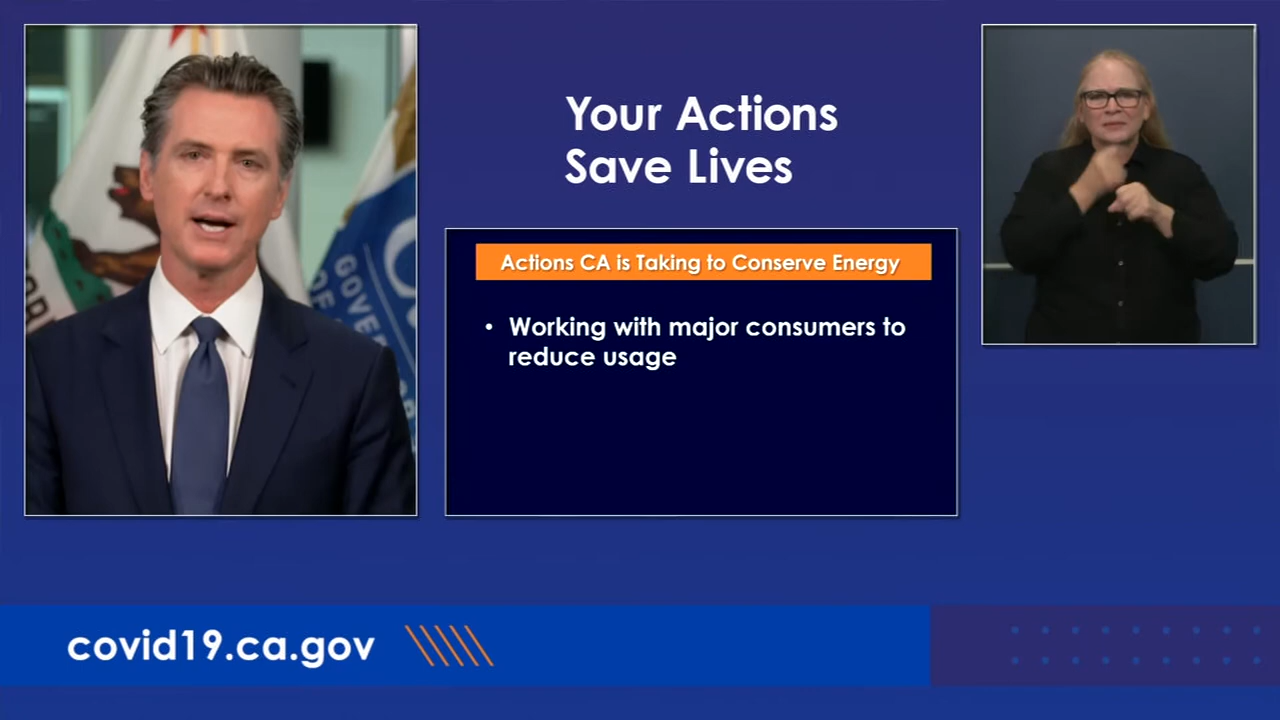 Your Actions
Save Lives
Actions CA is Taking to Conserve Energy
• Working with major consumers to
reduce usage
covid19.ca.gov